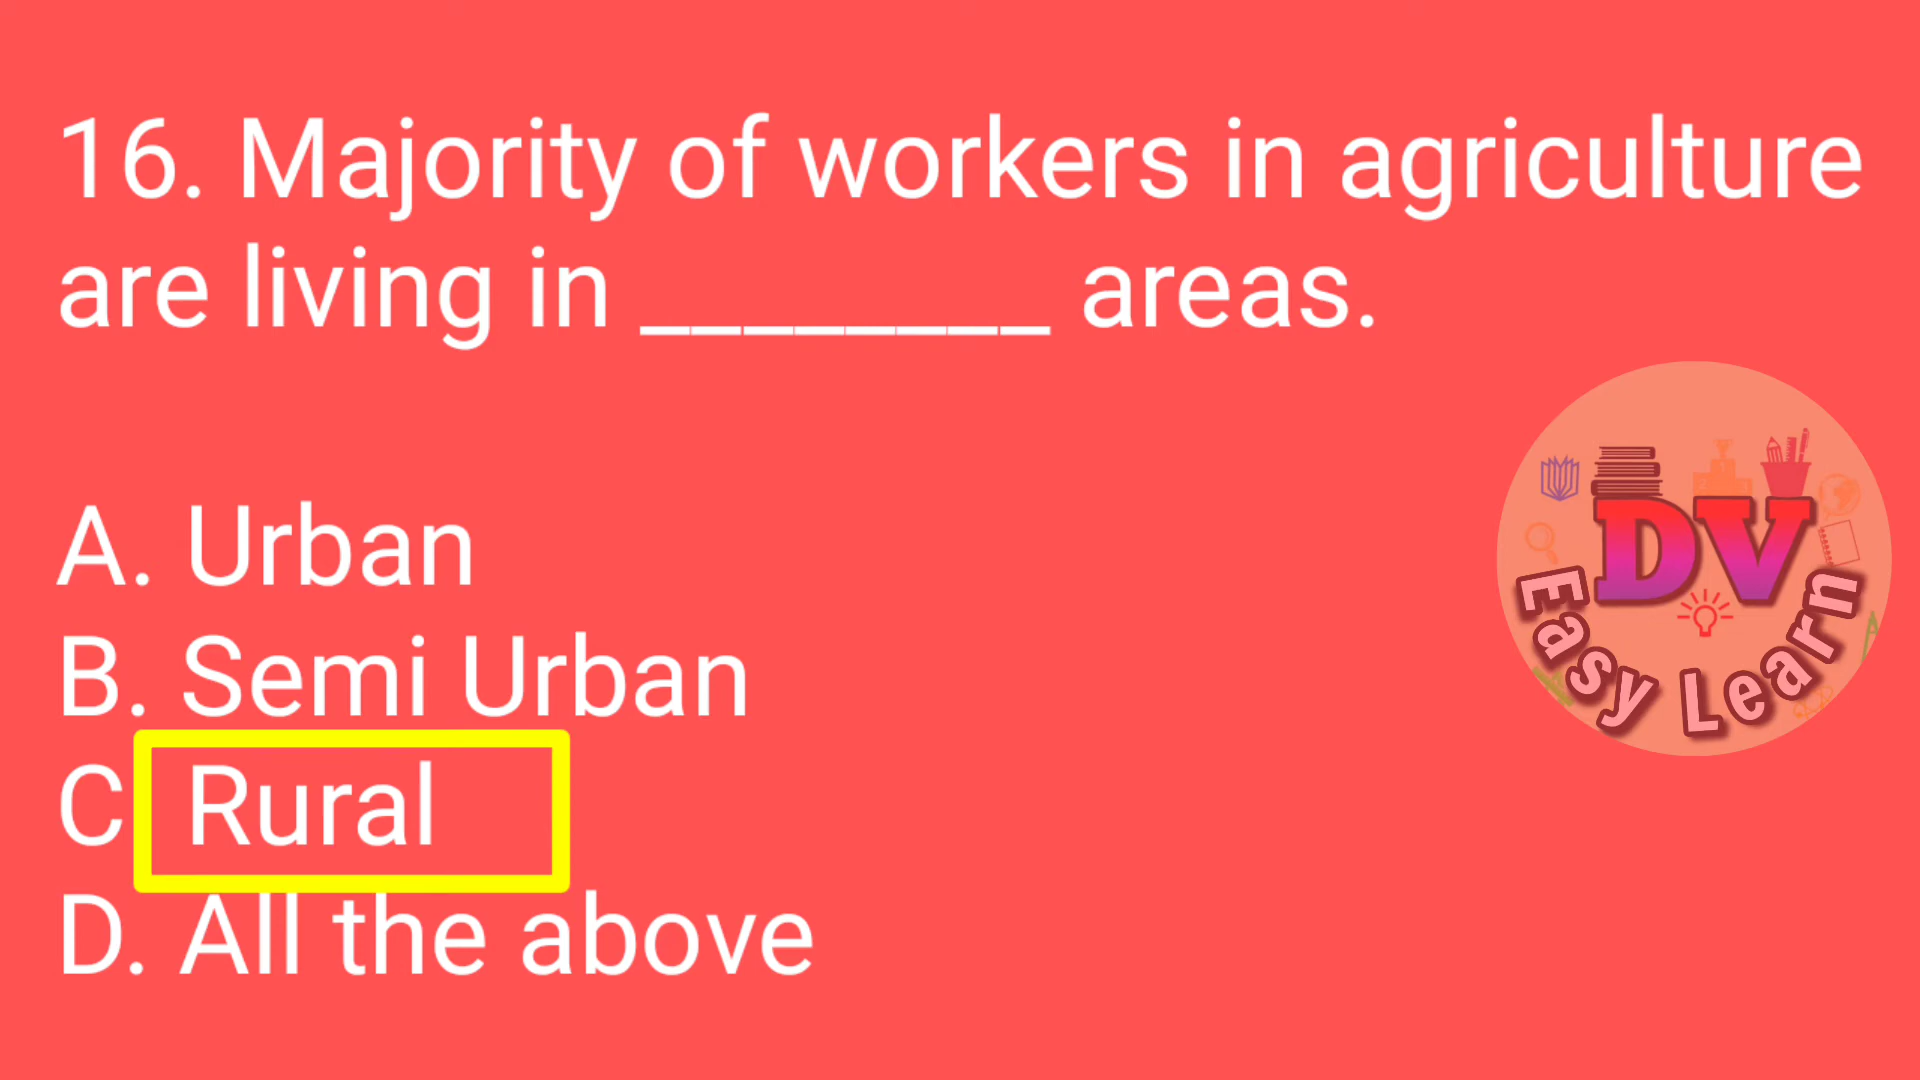 16. Majority of workers in agriculture
are living in ________ areas.
A. Urban
B. Semi Urban
C Rural
D. All the above
DV
Easy Learn